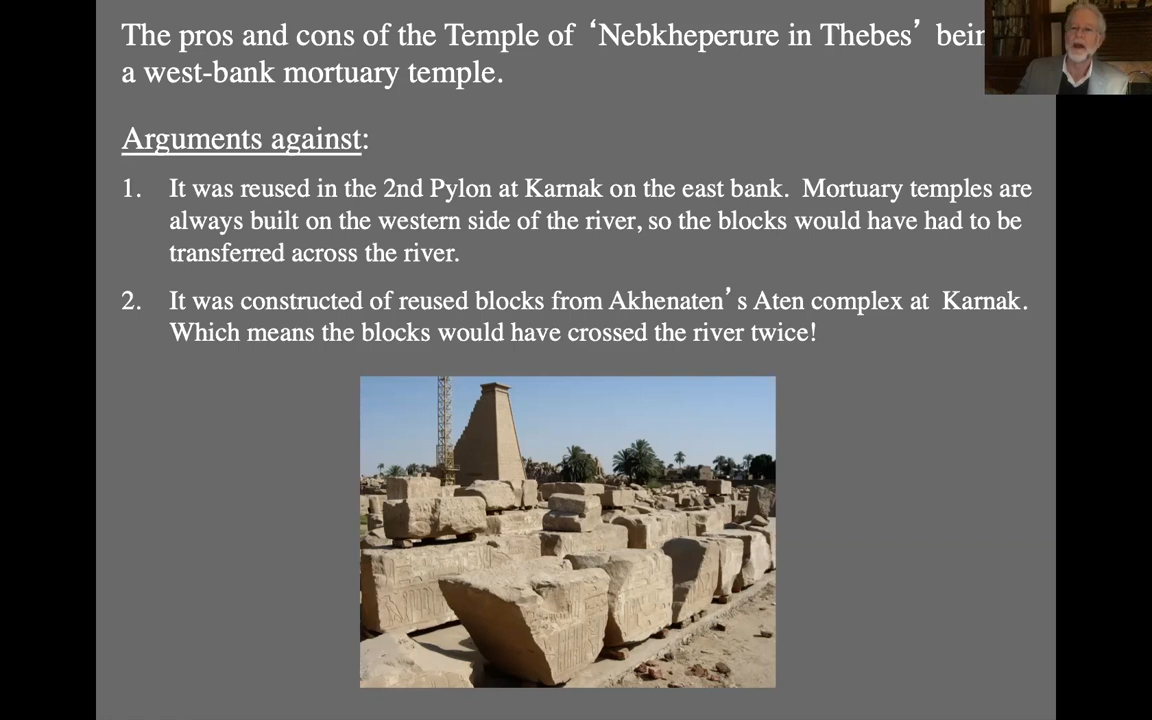 The pros and cons of the Temple of ‘Nebkheperure in Thebes’ bein
a west-bank mortuary temple.
Arguments against:
1. It was reused in the 2nd Pylon at Karnak on the east bank. Mortuary temples are
always built on the western side of the river, so the blocks would have had to be
transferred across the river.
2. It was constructed of reused blocks from Akhenaten’s Aten complex at Karnak.
Which means the blocks would have crossed the river twice!